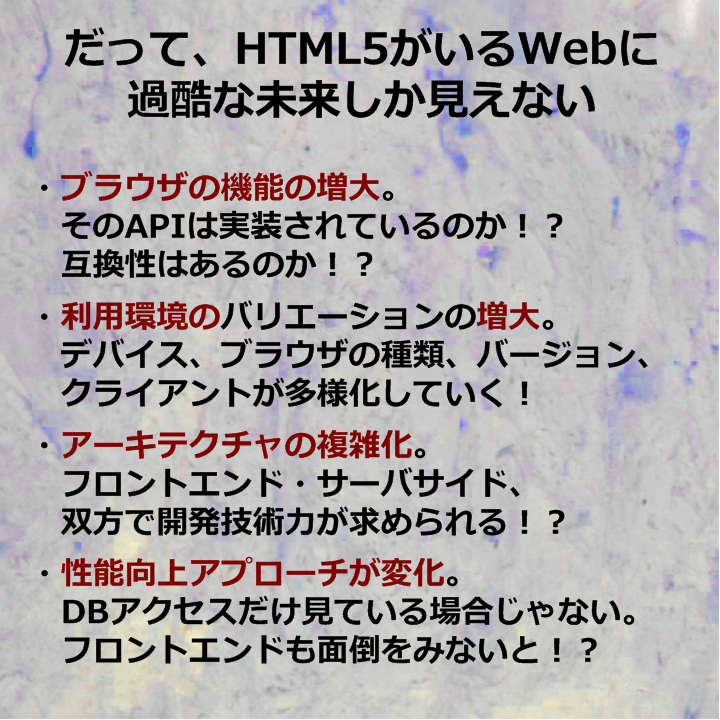 だって、HTML5がいるWebに
過酷な未来しか見えない
・ブラウザの機能の増大。
そのAPIは実装されているのか！？
互換性はあるのか！？
・利用環境のバリエーションの増大。
デバイス、ブラウザの種類、バージョン、
クライアントが多様化していく！
・アーキテクチャの複雑化。
フロントエンド・サーバサイド、
双方で開発技術力が求められる！？
・性能向上アプローチが変化。
DBアクセスだけ見ている場合じゃない。
フロントエンドも面倒をみないと！？